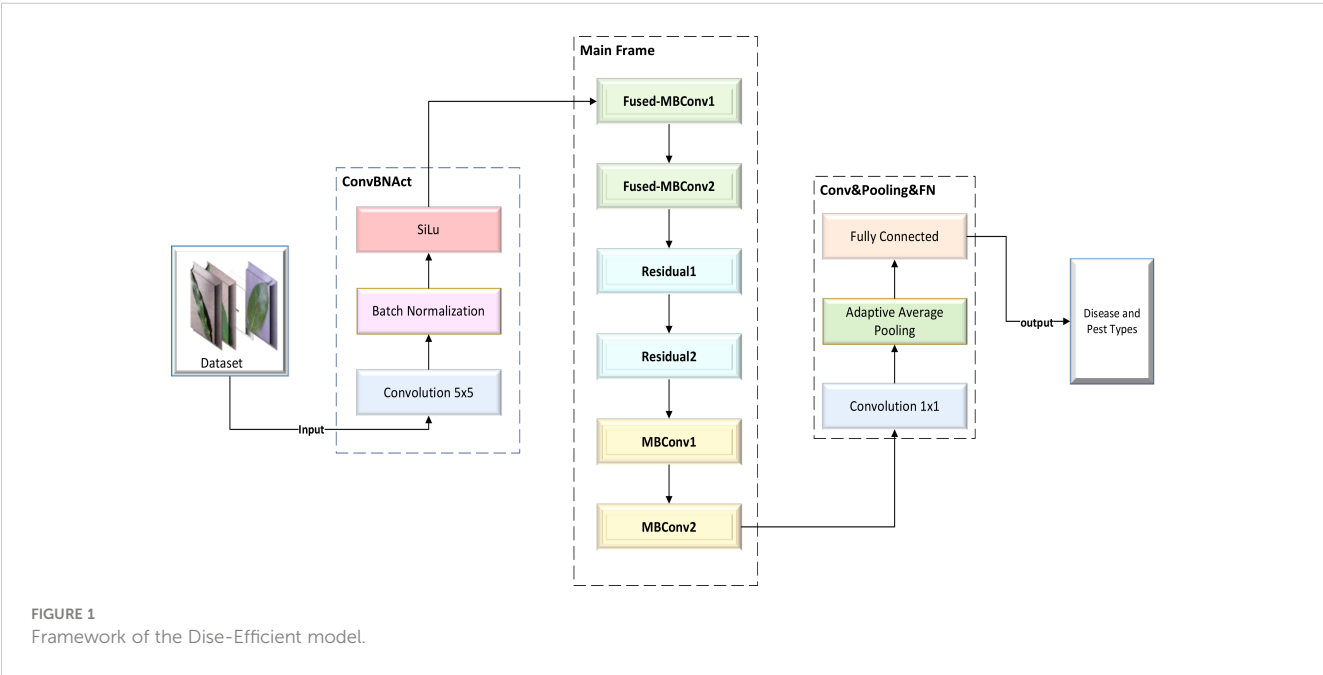 Dataset
Input
ConvBNAct
SiLu
Batch Normalization
Convolution 5x5
Main Frame
Fused-MBConv1
Fused-MBConv2
Residual1
Residual2
MBConv1
MBConv2
Conv&Pooling&FN
Fully Connected
Adaptive Average
Pooling
Convolution 1x1
output
Disease and
Pest Types
FIGURE 1
Framework of the Dise-Efficient model.